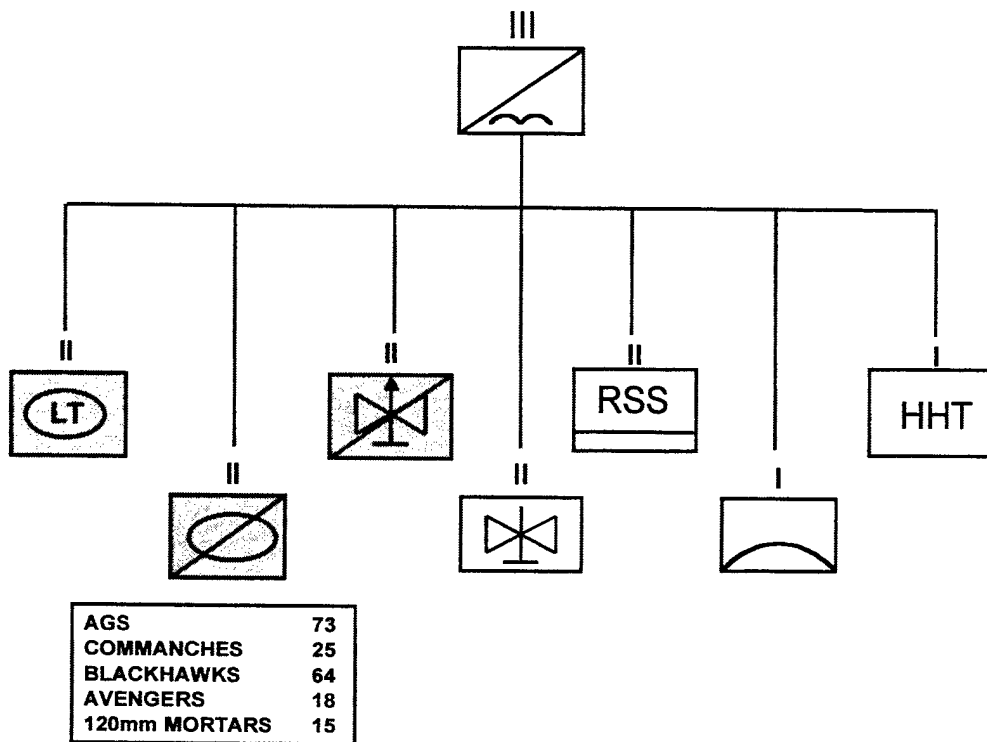 III
II
LT
II
II
II
II
RSS
I
I
HHT
AGS 73
COMMANCHES 25
BLACKHAWKS 64
AVENGERS 18
120mm MORTARS 15